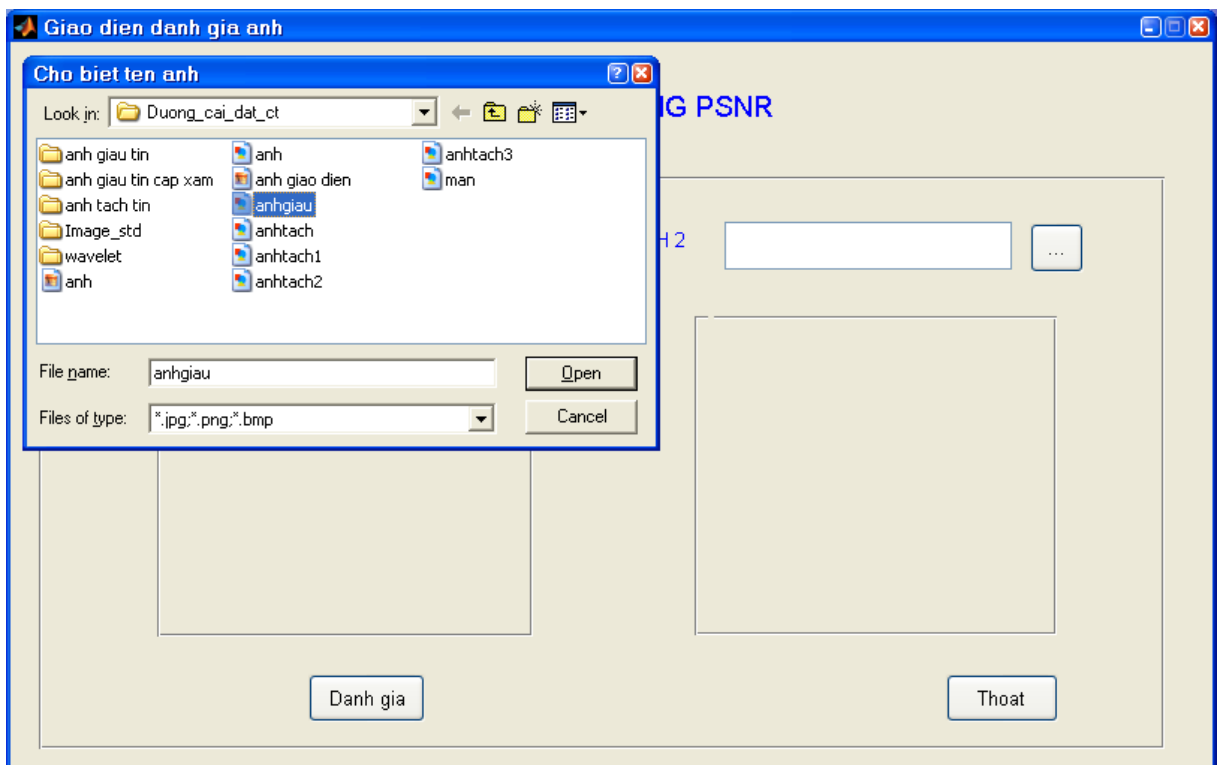 Giao dien danh gia anh
Cho biet ten anh
Look in: Duong_cai_dat_ct
anh giau tin
anh giau tin cap xam
anh tach tin
Image_std
wavelet
anh
anh
anh giao dien
anhgiau
anhtach
anhtach1
anhtach2
anhtach3
man
File name: anhgiau
Open
Files of type: *.jpg;*.png;*.bmp
Cancel
G PSNR
H 2
...
Danh gia
Thoat